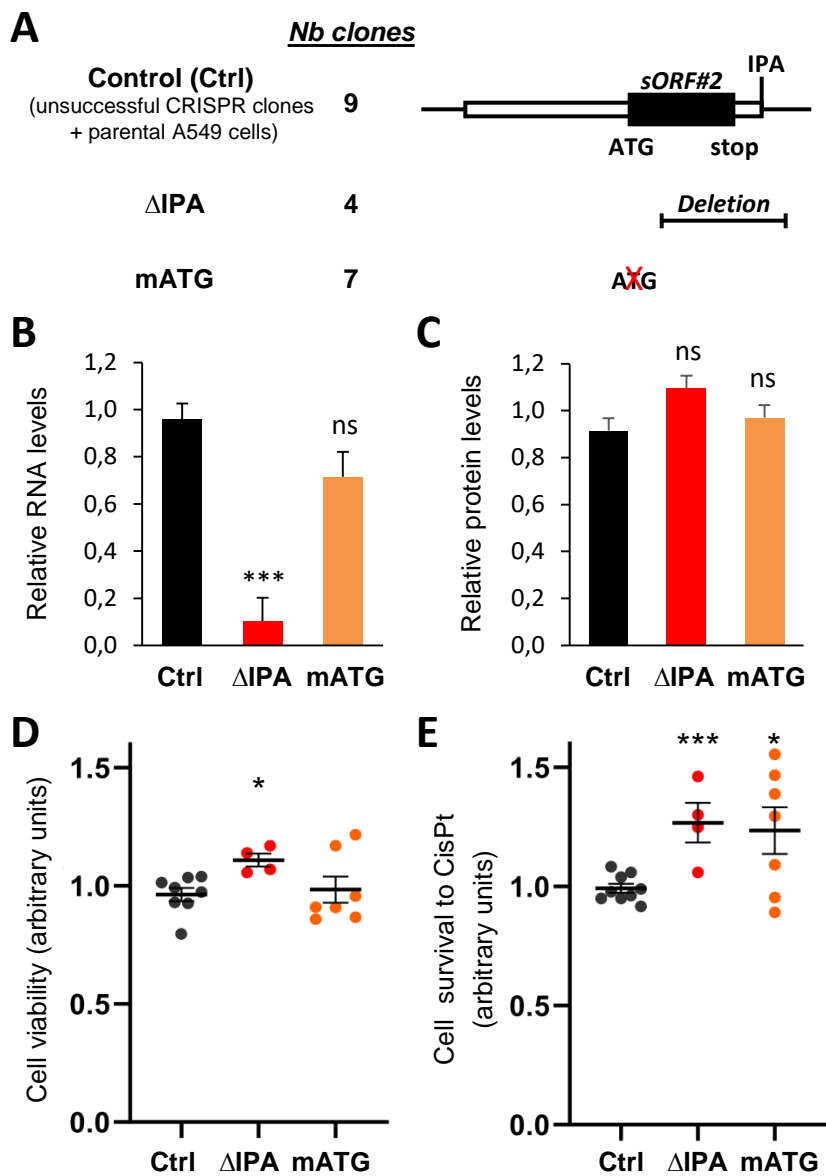 A
Nb clones
Control (Ctrl)
(unsuccessful CRISPR clones
+ parental A549 cells)
9
IPA
sORF#2
ATG
stop
ΔIPA
4
Deletion
mATG
7
ATG
B
Relative RNA levels
1,2
1,0
0,8
0,6
0,4
0,2
0,0
***
ns
Ctrl
ΔIPA
mATG
C
Relative protein levels
1,2
1,0
0,8
0,6
0,4
0,2
0,0
ns
ns
Ctrl
ΔIPA
mATG
D
Cell viability (arbitrary units)
1.5
1.0
0.5
0.0
*
Ctrl
ΔIPA
mATG
E
Cell survival to CisPt
(arbitrary units)
1.5
1.0
0.5
0.0
***
*
Ctrl
ΔIPA
mATG